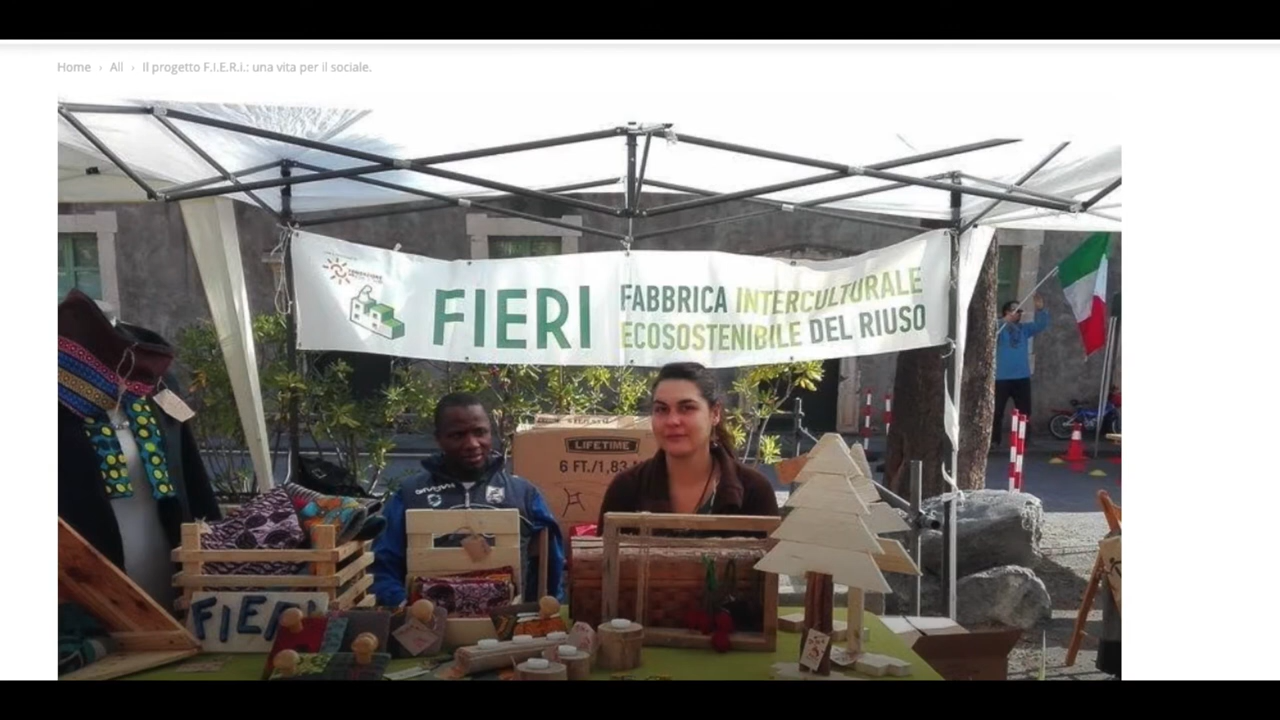 Home › All › Il progetto F.I.E.R.i.: una vita per il sociale.
FONDAZIONE
FIERI
FABBRICA INTERCULTURALE
ECOSOSTENIBILE DEL RIUSO
LIFETIME
6 FT./1,83
FIERI